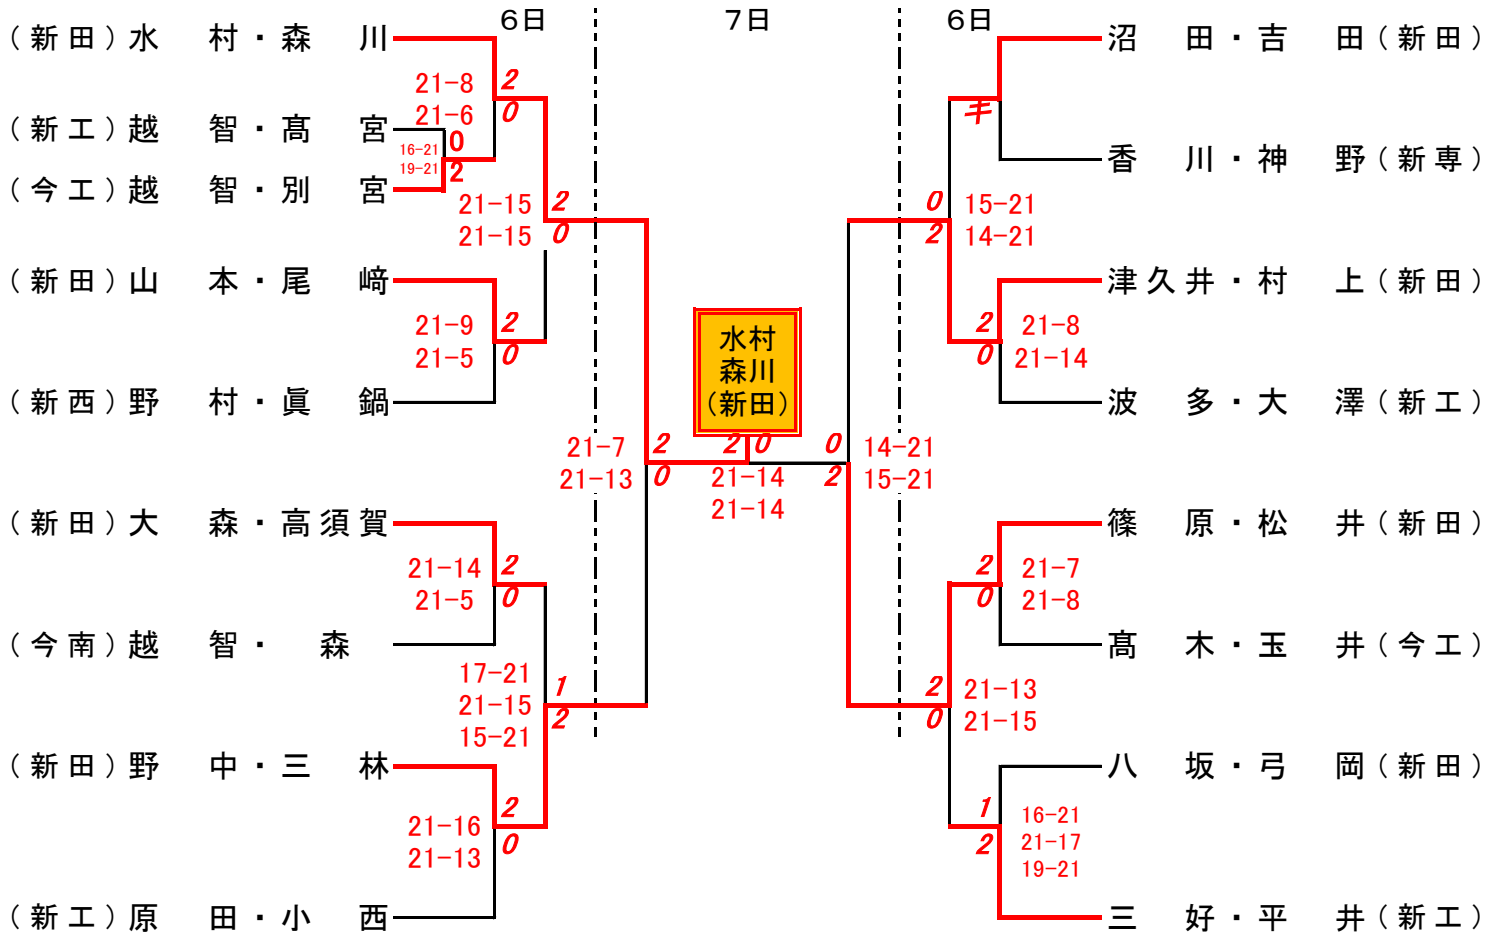 6日
7日
6日
(新田)水 村・森 川
21-8
21-6
2
0
(新工)越 智・髙 宮
16-21
19-21
0
2
(今工)越 智・別 宮
21-15
21-15
2
0
(新田)山 本・尾 﨑
21-9
21-5
2
0
(新西)野 村・眞 鍋
21-7
21-13
2
0
(新田)大 森・高須賀
21-14
21-5
2
0
(今南)越 智・ 森
17-21
21-15
15-21
1
2
(新田)野 中・三 林
21-16
21-13
2
0
(新工)原 田・小 西
水村
森川
(新田)
2 0
21-14
21-14
沼 田・吉 田(新田)
キ
香 川・神 野(新専)
0
2
15-21
14-21
津久井・村 上(新田)
2
0
21-8
21-14
波 多・大 澤(新工)
0
2
14-21
15-21
篠 原・松 井(新田)
2
0
21-7
21-8
髙 木・玉 井(今工)
2
0
21-13
21-15
八 坂・弓 岡(新田)
1
2
16-21
21-17
19-21
三 好・平 井(新工)